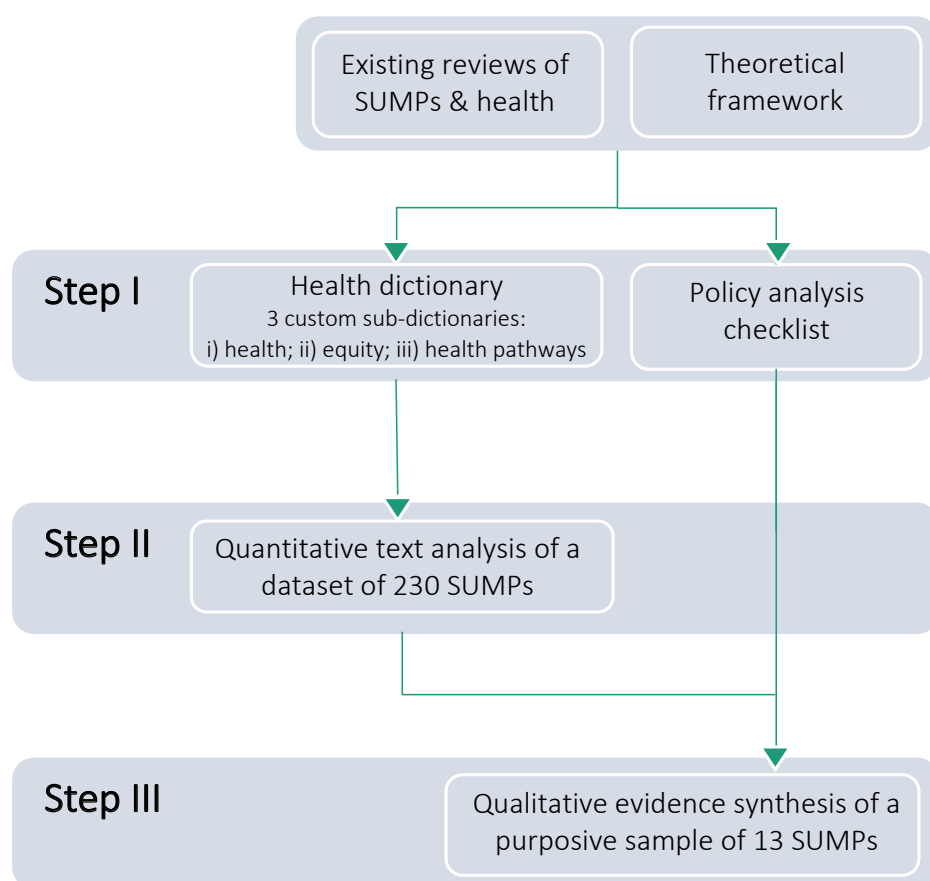 Existing reviews of
SUMPs & health
Theoretical
framework
Step I
Health dictionary
3 custom sub-dictionaries:
i) health; ii) equity; iii) health pathways
Policy analysis
checklist
Step II
Quantitative text analysis of a
dataset of 230 SUMPs
Step III
Qualitative evidence synthesis of a
purposive sample of 13 SUMPs